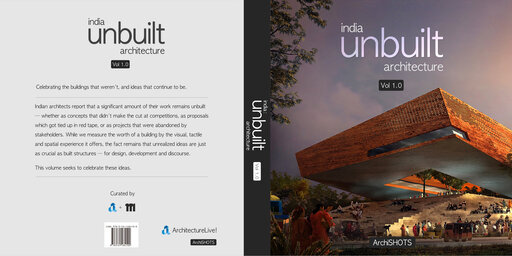 india
unbuilt
architecture
Vol 1.0
Celebrating the buildings that weren't, and ideas that continue to be.
Indian architects report that a significant amount of their work remains unbuilt
— whether as concepts that didn't make the cut at competitions, as proposals
which got tied up in red tape, or as projects that were abandoned by
stakeholders. While we measure the worth of a building by the visual, tactile
and spatial experience it offers, the fact remains that unrealized ideas are just
as crucial as built structures — for design, development and discourse.
This volume seeks to celebrate these ideas.
Curated by
+
ArchitectureLive!
ArchiSHOTS
india
unbuilt
architecture
Vol 1.0
india
unbuilt
architecture
Vol 1.0
ArchiSHOTS